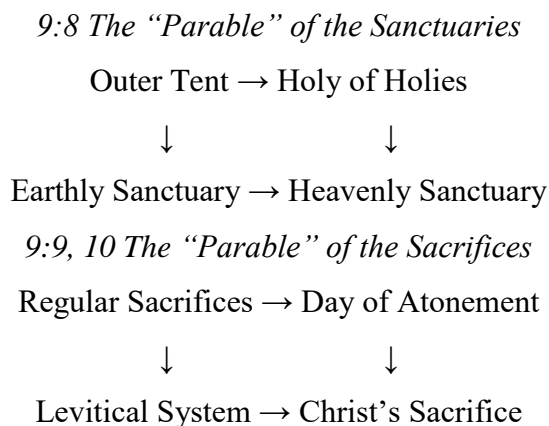 9:8 The “Parable” of the Sanctuaries
Outer Tent → Holy of Holies
↓ ↓
Earthly Sanctuary → Heavenly Sanctuary
9:9, 10 The “Parable” of the Sacrifices
Regular Sacrifices → Day of Atonement
↓ ↓
Levitical System → Christ’s Sacrifice